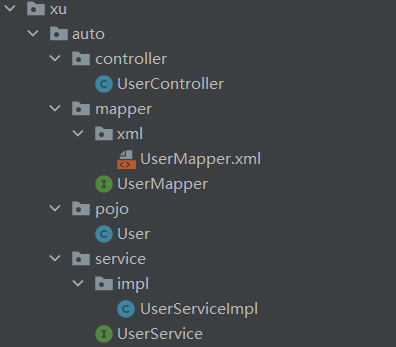 xu
auto
controller
UserController
mapper
xml
UserMapper.xml
UserMapper
pojo
User
service
impl
UserServiceImpl
UserService